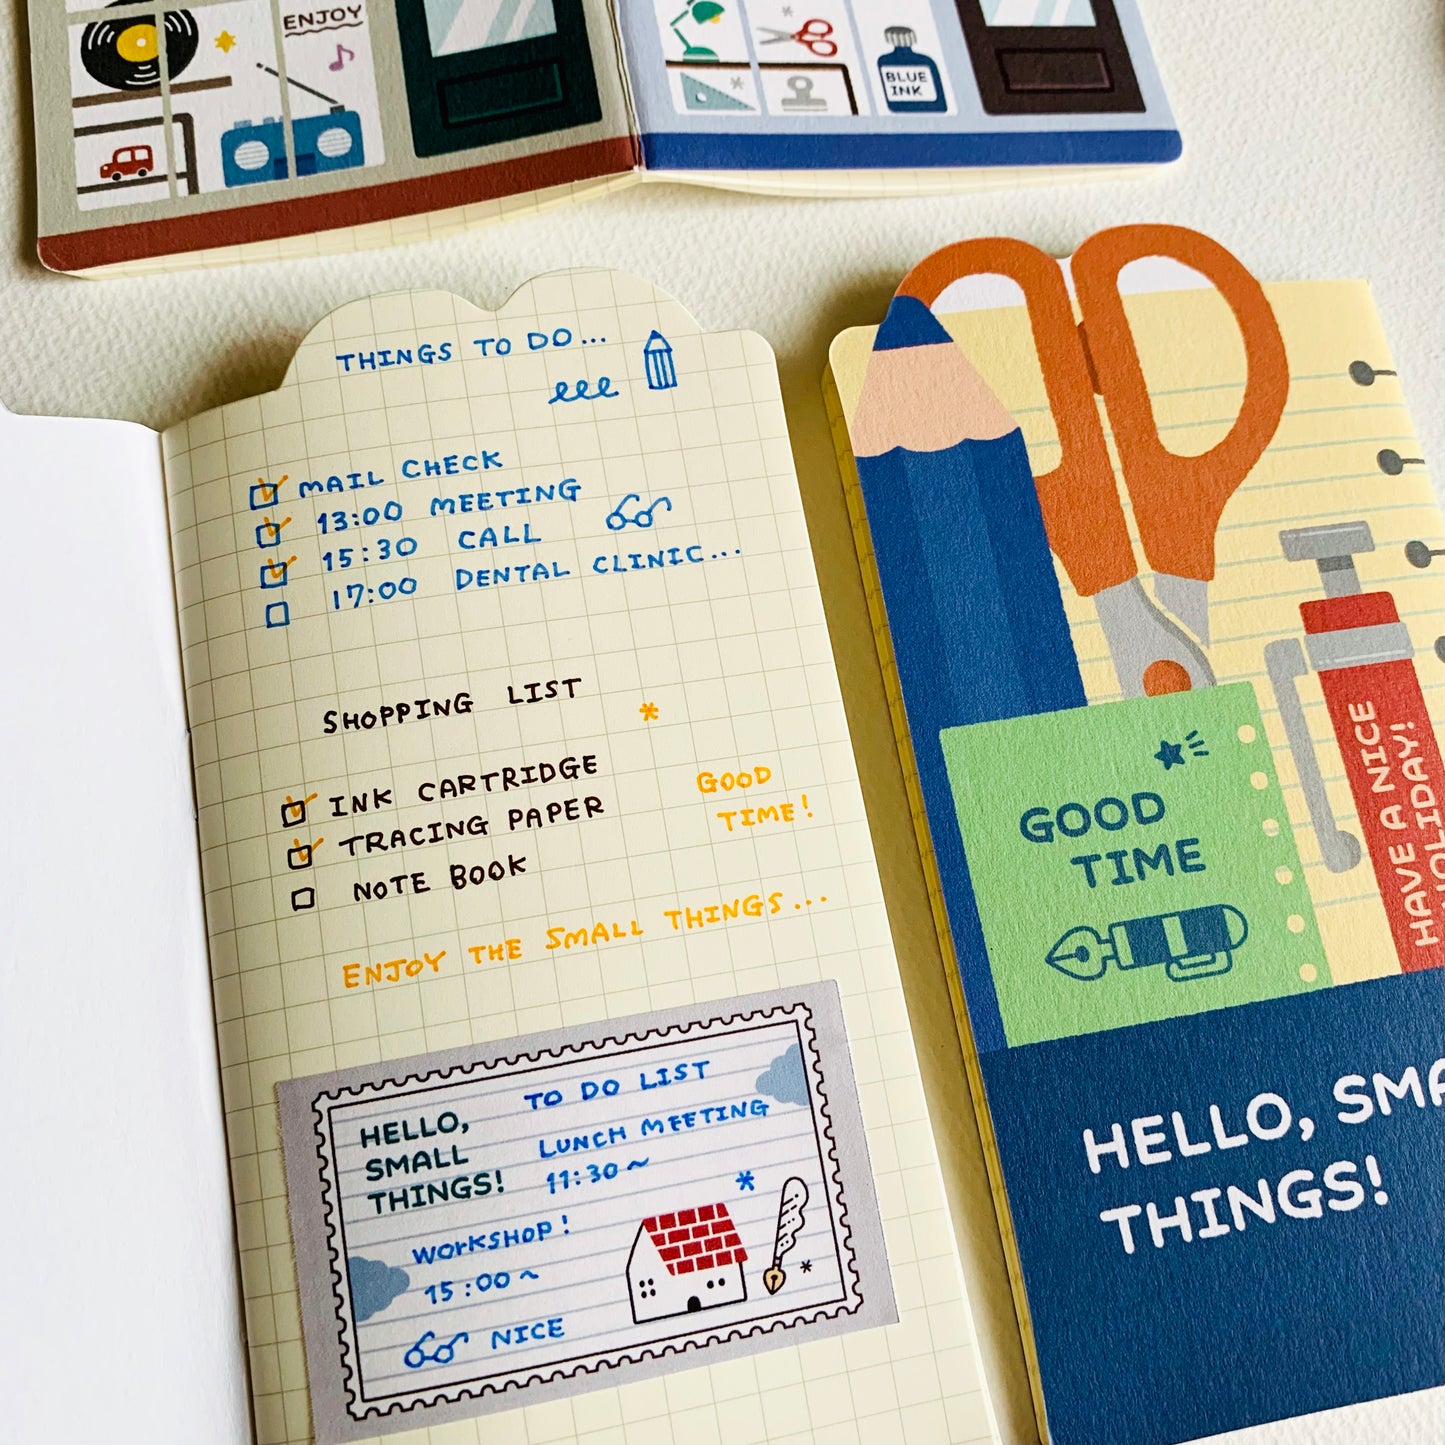 ENJOY
BLUE
INK
THINGS TO DO...
MAIL CHECK
13:00 MEETING
15:30 CALL
17:00 DENTAL CLINIC...
SHOPPING LIST
INK CARTRIDGE
TRACING PAPER
NOTE BOOK
GOOD
TIME!
ENJOY THE SMALL THINGS...
HELLO,
SMALL
THINGS!
TO DO LIST
LUNCH MEETING
11:30~
WORKSHOP!
15:00~
NICE
GOOD
TIME
HAVE A NICE
HOLIDAY!
HELLO, SMA
THINGS!